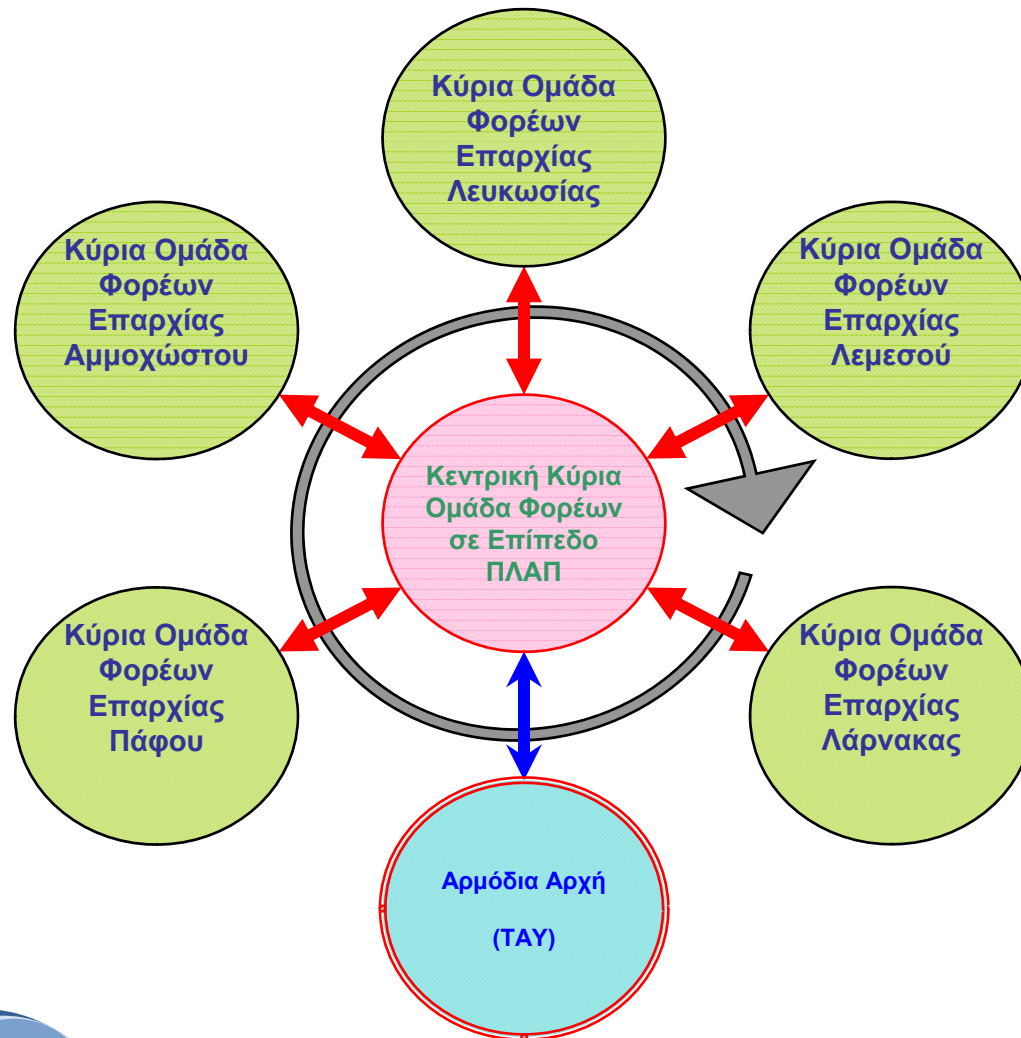 Κύρια Ομάδα
Φορέων
Επαρχίας
Λευκωσίας
Κύρια Ομάδα
Φορέων
Επαρχίας
Αμμοχώστου
Κύρια Ομάδα
Φορέων
Επαρχίας
Λεμεσού
Κεντρική Κύρια
Ομάδα Φορέων
σε Επίπεδο
ΠΛΑΠ
Κύρια Ομάδα
Φορέων
Επαρχίας
Πάφου
Κύρια Ομάδα
Φορέων
Επαρχίας
Λάρνακας
Αρμόδια Αρχή
(ΤΑΥ)